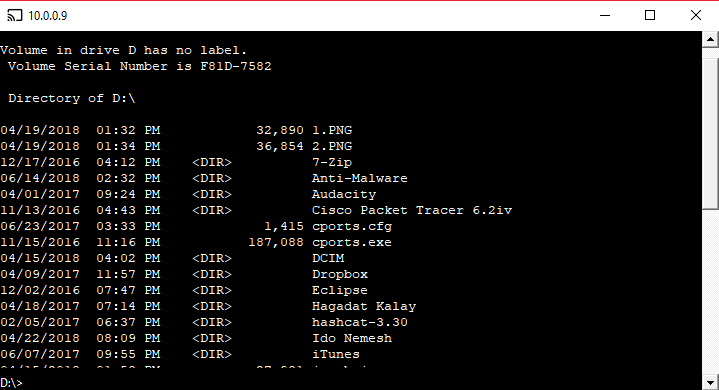 10.0.0.9
Volume in drive D has no label.
Volume Serial Number is F81D-7582
Directory of D:\
04/19/2018 01:32 PM 32,890 1.PNG
04/19/2018 01:34 PM 36,854 2.PNG
12/17/2016 04:12 PM <DIR> 7-Zip
06/14/2018 02:32 PM <DIR> Anti-Malware
04/01/2017 09:24 PM <DIR> Audacity
11/13/2016 04:43 PM <DIR> Cisco Packet Tracer 6.2iv
06/23/2017 03:33 PM 1,415 cports.cfg
11/15/2016 11:16 PM 187,088 cports.exe
04/15/2018 04:02 PM <DIR> DCIM
04/09/2017 11:57 PM <DIR> Dropbox
12/02/2016 07:47 PM <DIR> Eclipse
04/18/2017 07:14 PM <DIR> Hagadat Kalay
02/05/2017 06:37 PM <DIR> hashcat-3.30
04/22/2018 08:09 PM <DIR> Ido Nemesh
06/07/2017 09:55 PM <DIR> iTunes
D:\>